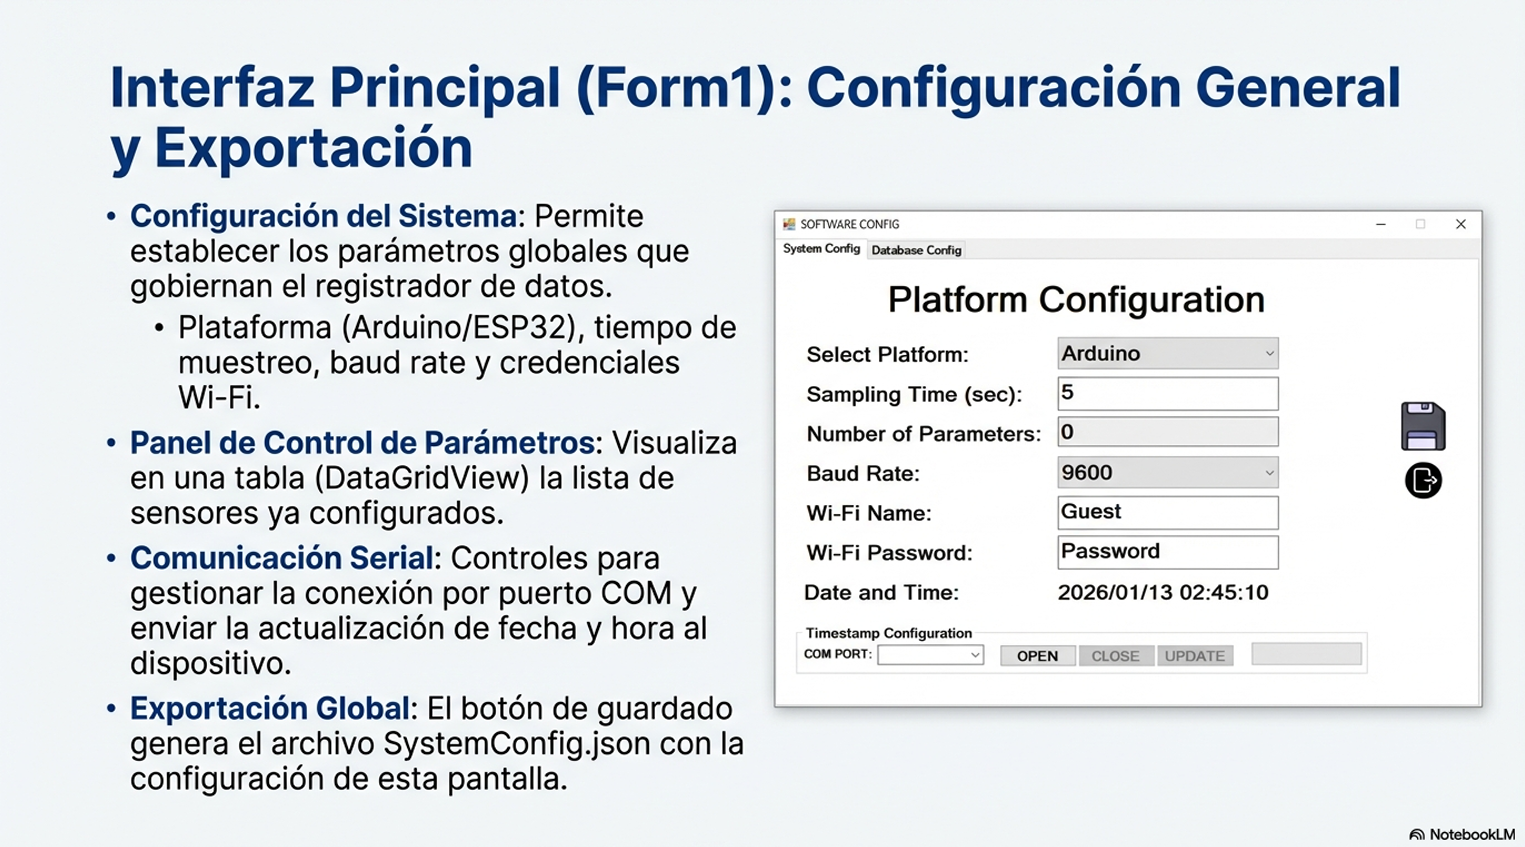 Interfaz Principal (Form1): Configuración General
y Exportación
• Configuración del Sistema: Permite
establecer los parámetros globales que
gobiernan el registrador de datos.
• Plataforma (Arduino/ESP32), tiempo de
muestreo, baud rate y credenciales
Wi-Fi.
• Panel de Control de Parámetros: Visualiza
en una tabla (DataGridView) la lista de
sensores ya configurados.
• Comunicación Serial: Controles para
gestionar la conexión por puerto COM y
enviar la actualización de fecha y hora al
dispositivo.
• Exportación Global: El botón de guardado
genera el archivo SystemConfig.json con la
configuración de esta pantalla.
SOFTWARE CONFIG
System Config Database Config
Platform Configuration
Select Platform: Arduino
Sampling Time (sec): 5
Number of Parameters: 0
Baud Rate: 9600
Wi-Fi Name: Guest
Wi-Fi Password: Password
Date and Time: 2026/01/13 02:45:10
Timestamp Configuration
COM PORT: OPEN CLOSE UPDATE
NotebookLM